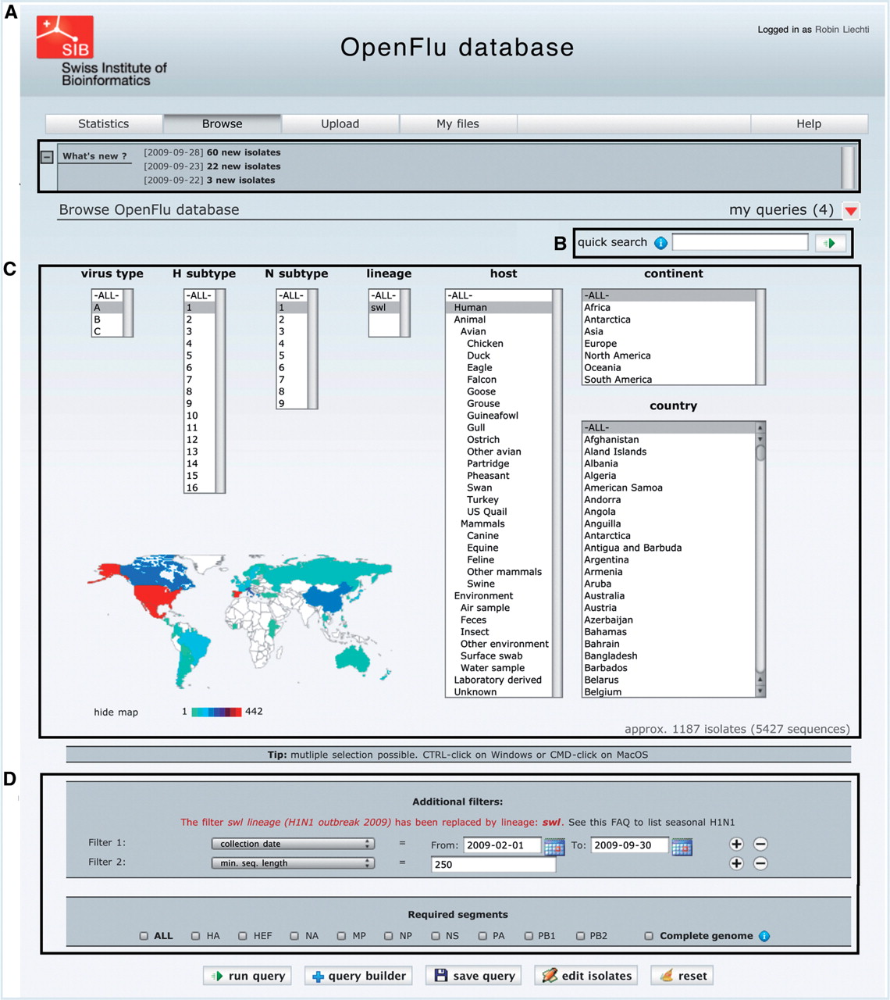 A
Logged in as Robin Liechti
SIB
Swiss Institute of
Bioinformatics
OpenFlu database
Statistics
Browse
Upload
My files
Help
What's new ?
[2009-09-28] 60 new isolates
[2009-09-23] 22 new isolates
[2009-09-22] 3 new isolates
Browse OpenFlu database
my queries (4)
B
quick search
C
virus type
-ALL-
A
B
C
H subtype
-ALL-
1
2
3
4
5
6
7
8
9
10
11
12
13
14
15
16
N subtype
-ALL-
1
2
3
4
5
6
7
8
9
lineage
-ALL-
swl
host
-ALL-
Human
Animal
Avian
Chicken
Duck
Eagle
Falcon
Goose
Grouse
Guineafowl
Gull
Ostrich
Other avian
Partridge
Pheasant
Swan
Turkey
US Quail
Mammals
Canine
Equine
Feline
Other mammals
Swine
Environment
Air sample
Feces
Insect
Other environment
Surface swab
Water sample
Laboratory derived
Unknown
continent
-ALL-
Africa
Antarctica
Asia
Europe
North America
Oceania
South America
country
-ALL-
Afghanistan
Aland Islands
Albania
Algeria
American Samoa
Andorra
Angola
Anguilla
Antarctica
Antigua and Barbuda
Argentina
Armenia
Aruba
Australia
Austria
Azerbaijan
Bahamas
Bahrain
Bangladesh
Barbados
Belarus
Belgium
hide map
1
442
approx. 1187 isolates (5427 sequences)
Tip: mutliple selection possible. CTRL-click on Windows or CMD-click on MacOS
D
Additional filters:
The filter swl lineage (H1N1 outbreak 2009) has been replaced by lineage: swl. See this FAQ to list seasonal H1N1
Filter 1: collection date = From: 2009-02-01 To: 2009-09-30
Filter 2: min. seq. length = 250
Required segments
ALL HA HEF NA MP NP NS PA PB1 PB2 Complete genome
run query
query builder
save query
edit isolates
reset